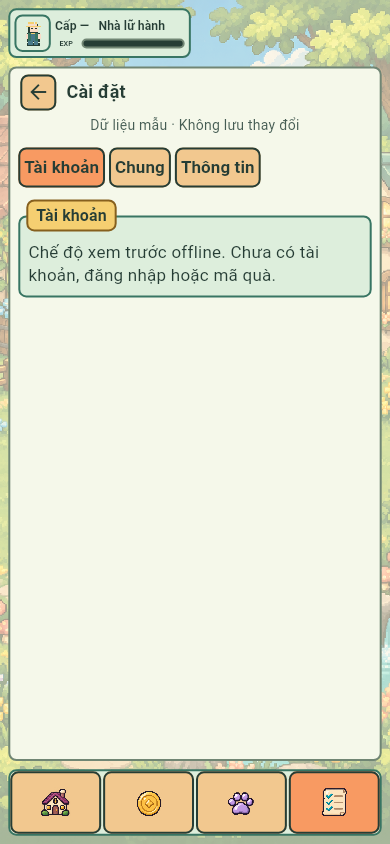 Cấp — Nhà lữ hành
EXP
Cài đặt
Dữ liệu mẫu · Không lưu thay đổi
Tài khoản Chung Thông tin
Tài khoản
Chế độ xem trước offline. Chưa có tài
khoản, đăng nhập hoặc mã quà.